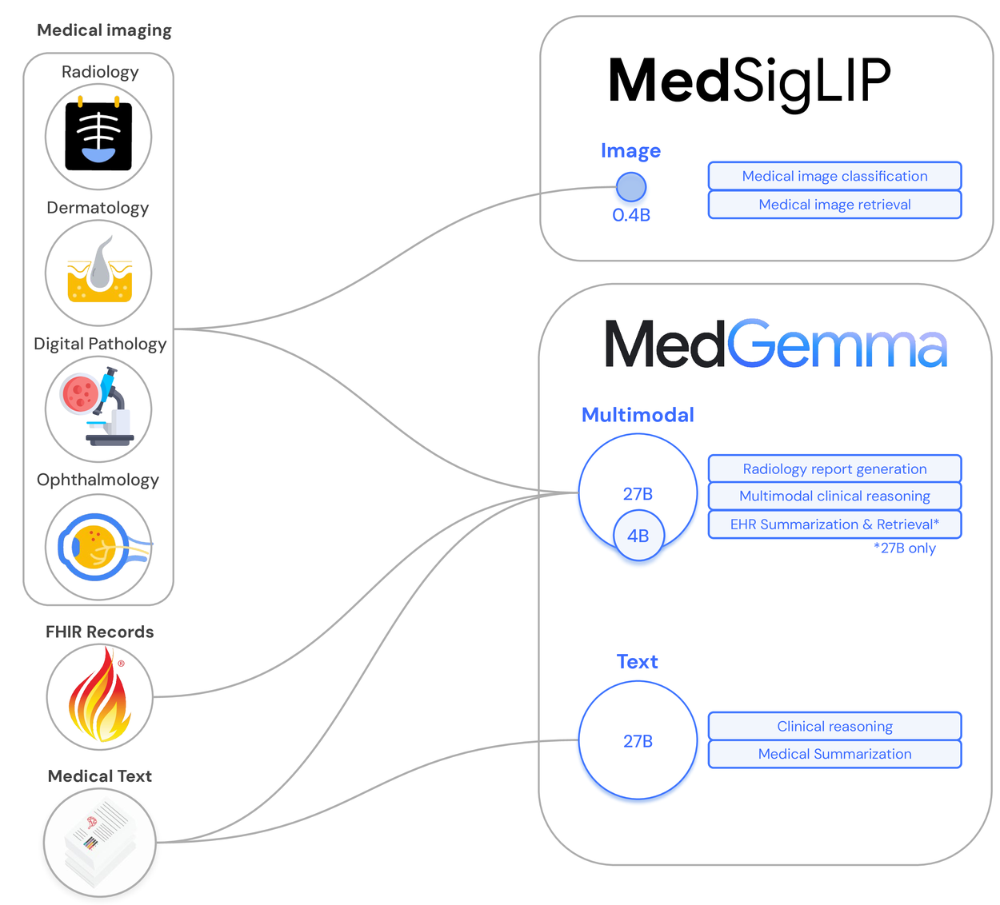 Medical imaging
Radiology
Dermatology
Digital Pathology
Ophthalmology
FHIR Records
®
Medical Text
MedSigLIP
Image
0.4B
Medical image classification
Medical image retrieval
MedGemma
Multimodal
27B
4B
Radiology report generation
Multimodal clinical reasoning
EHR Summarization & Retrieval*
*27B only
Text
27B
Clinical reasoning
Medical Summarization